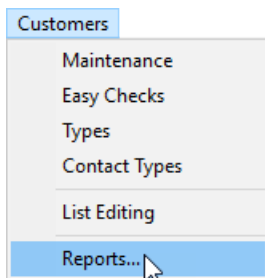 Customers
Maintenance
Easy Checks
Types
Contact Types
List Editing
Reports...